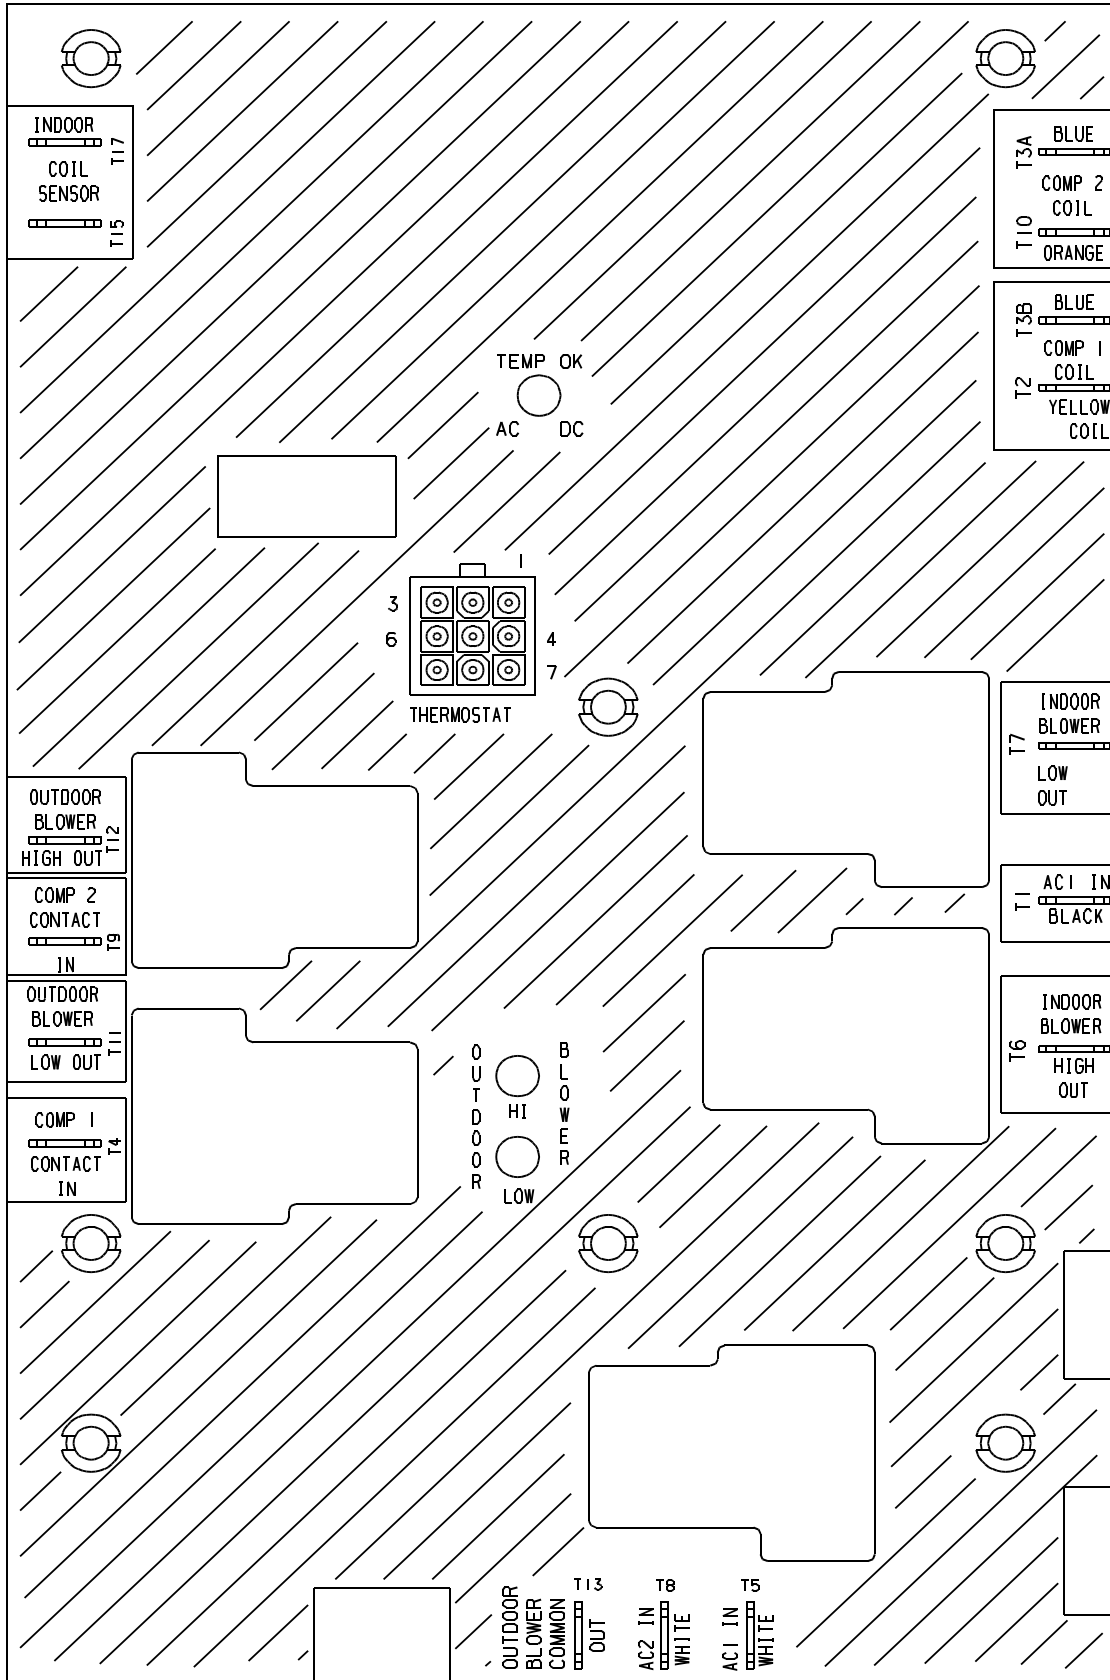 INDOOR
T17
COIL
SENSOR
T15
BLUE
T3A
COMP 2
COIL
T10
ORANGE
BLUE
T3B
COMP 1
COIL
T2
YELLOW
COIL
TEMP OK
AC DC
1
3
6
4
7
THERMOSTAT
INDOOR
BLOWER
T7
LOW
OUT
OUTDOOR
BLOWER
T12
HIGH OUT
COMP 2
CONTACT
T9
IN
AC1 IN
T1
BLACK
OUTDOOR
BLOWER
T11
LOW OUT
INDOOR
BLOWER
T6
HIGH
OUT
OUTDOOR
BLOWER
HI
LOW
COMP 1
T4
CONTACT
IN
OUTDOOR
BLOWER
COMMON
T13
OUT
T8
AC2 IN
WHITE
T5
AC1 IN
WHITE